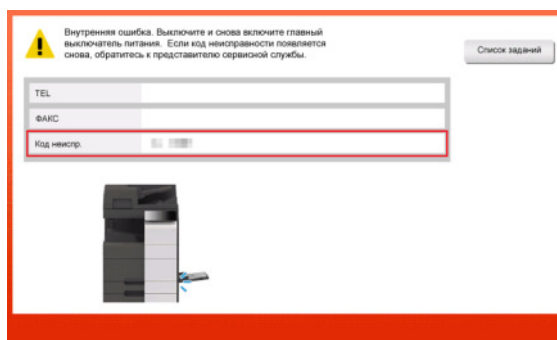 Внутренняя ошибка. Выключите и снова включите главный
выключатель питания. Если код неисправности появляется
снова, обратитесь к представителю сервисной службы.
Список заданий
TEL
ФАКС
Код неиспр.